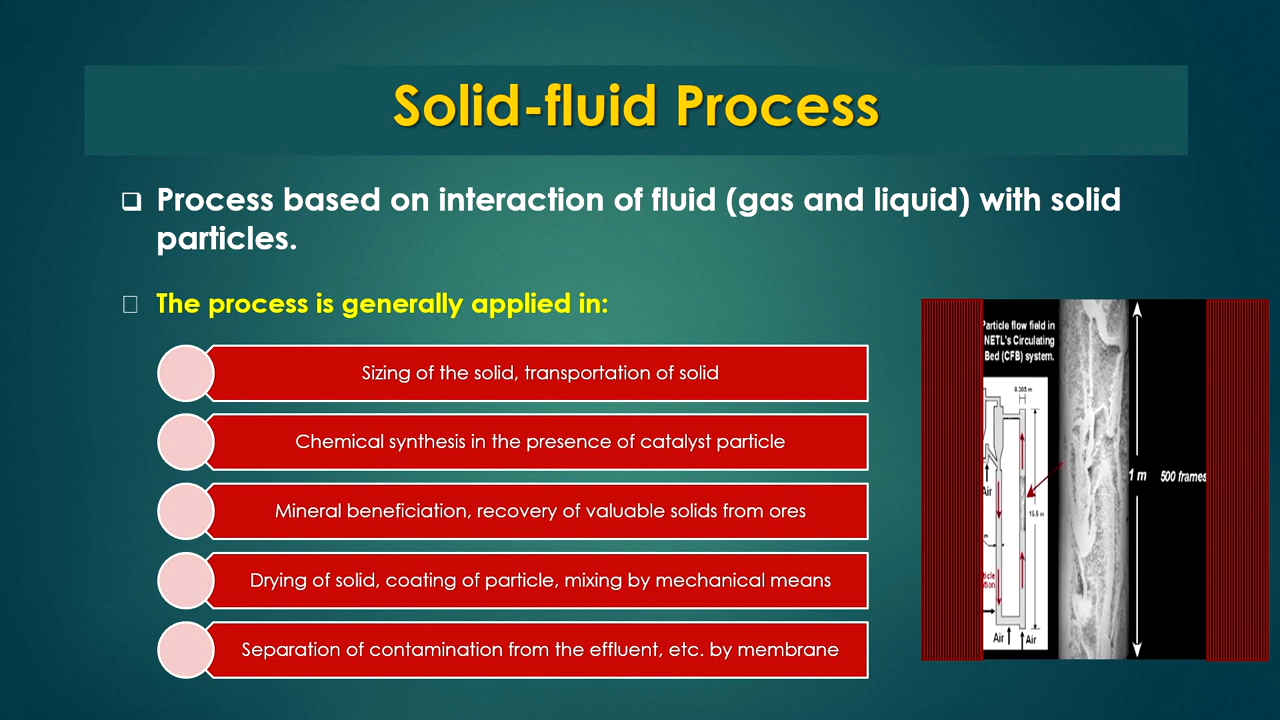 Solid-fluid Process
Process based on interaction of fluid (gas and liquid) with solid
particles.
The process is generally applied in:
Sizing of the solid, transportation of solid
Chemical synthesis in the presence of catalyst particle
Mineral beneficiation, recovery of valuable solids from ores
Drying of solid, coating of particle, mixing by mechanical means
Separation of contamination from the effluent, etc. by membrane
Particle flow field in
NETL's Circulating
Bed (CFB) system.
Air
Air
Air
1 m
500 frames